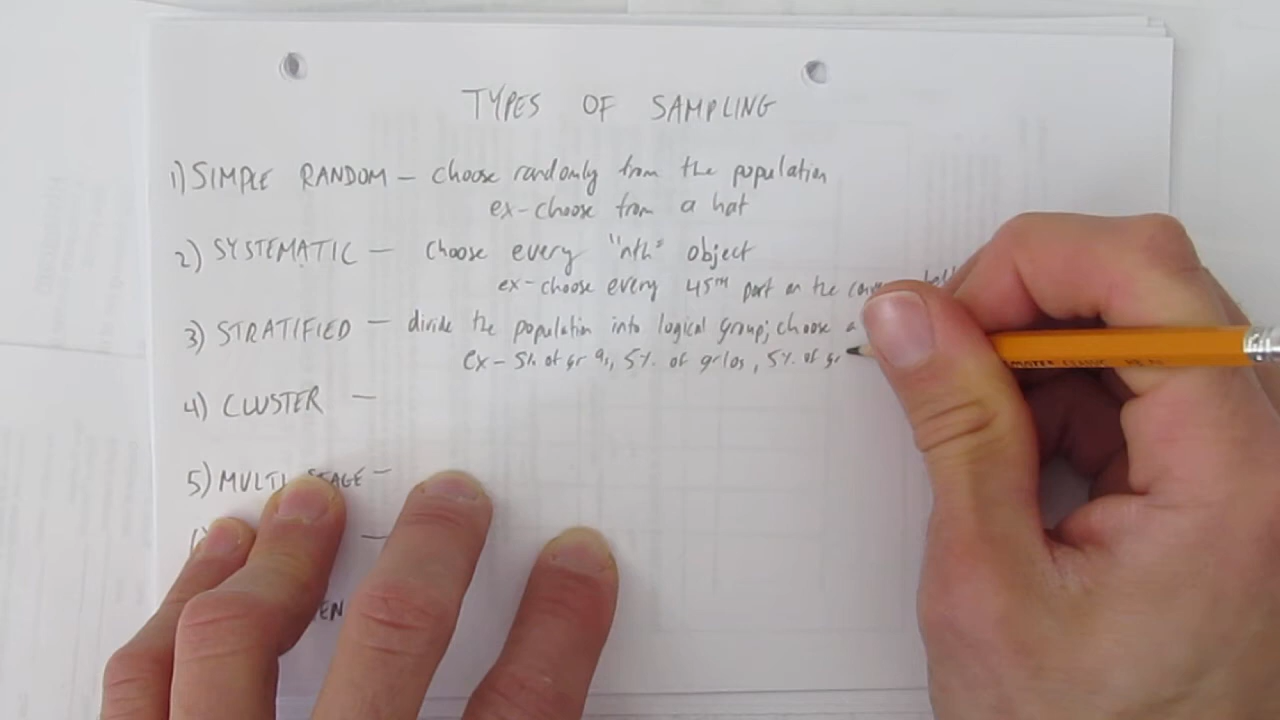 TYPES OF SAMPLING
1) SIMPLE RANDOM – choose randomly from the population
ex – choose from a hat
2) SYSTEMATIC – choose every "nth" object
ex – choose every 45TH part on the
3) STRATIFIED – divide the population into logical group; choose a
ex – 5% of gr 9s, 5% of gr 10s, 5% of gr
4) CLUSTER –
5) MULTI